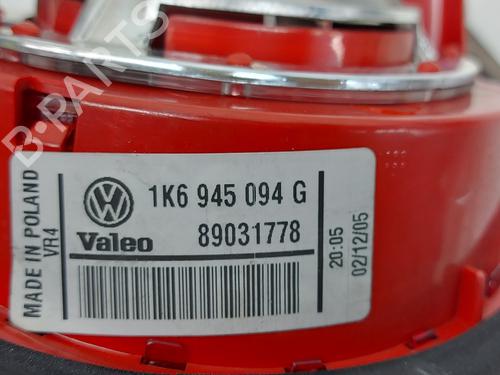 B-PARTS
MADE IN POLAND
VR4
1K6 945 094 G
Valeo
89031778
20:05
02/12/05